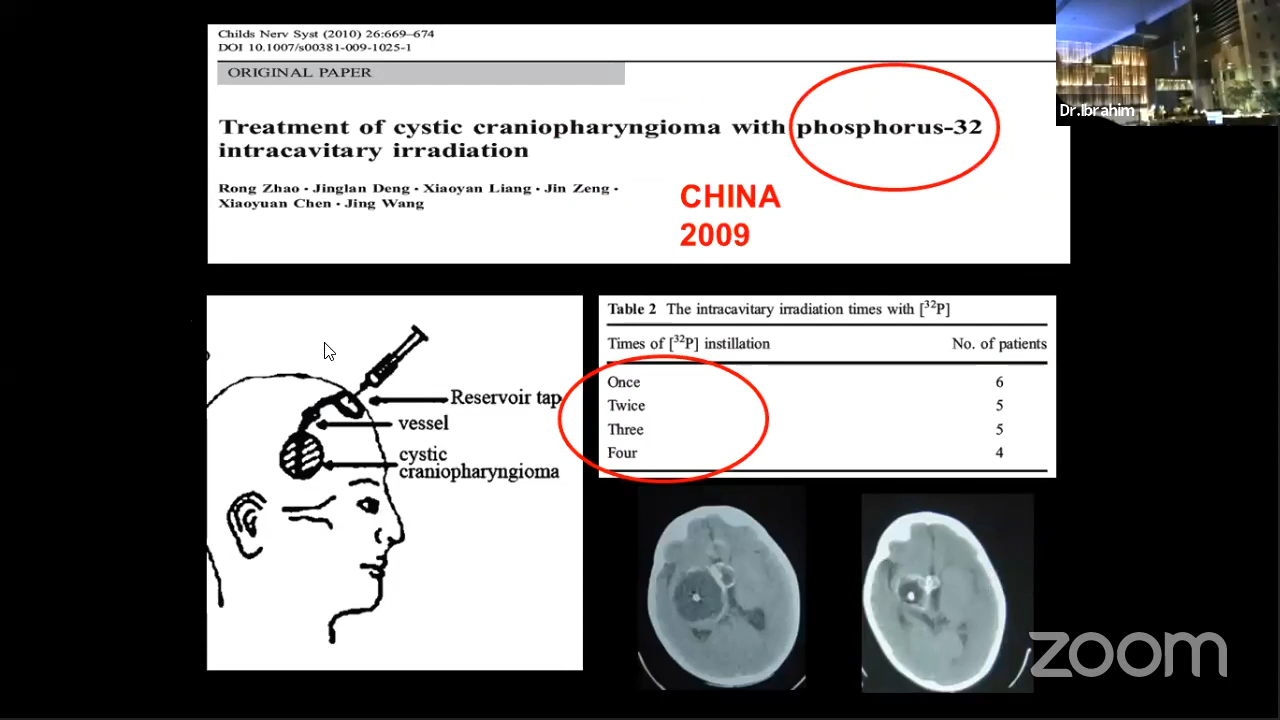 Childs Nerv Syst (2010) 26:669–674
DOI 10.1007/s00381-009-1025-1
ORIGINAL PAPER
Treatment of cystic craniopharyngioma with phosphorus-32
intracavitary irradiation
Rong Zhao · Jinglan Deng · Xiaoyan Liang · Jin Zeng ·
Xiaoyuan Chen · Jing Wang
CHINA
2009
Dr.Ibrahim
Reservoir tap
vessel
cystic
craniopharyngioma
Table 2 The intracavitary irradiation times with [³²P]
Times of [³²P] instillation No. of patients
Once 6
Twice 5
Three 5
Four 4
zoom